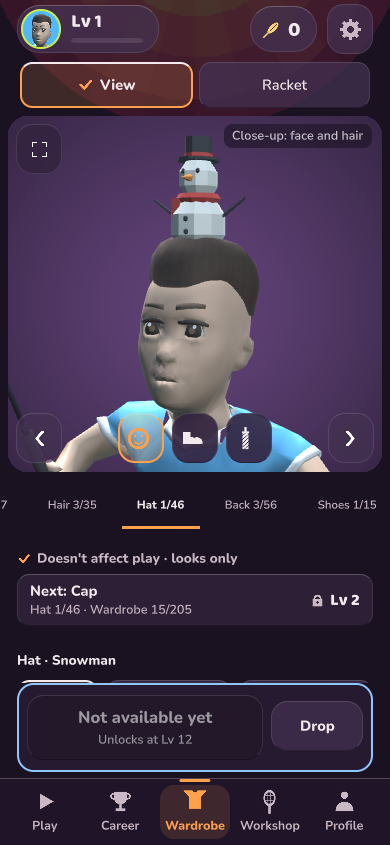 Lv 1
0
View
Racket
Close-up: face and hair
7
Hair 3/35
Hat 1/46
Back 3/56
Shoes 1/15
Doesn't affect play · looks only
Next: Cap
Hat 1/46 · Wardrobe 15/205
Lv 2
Hat · Snowman
Not available yet
Unlocks at Lv 12
Drop
Play
Career
Wardrobe
Workshop
Profile